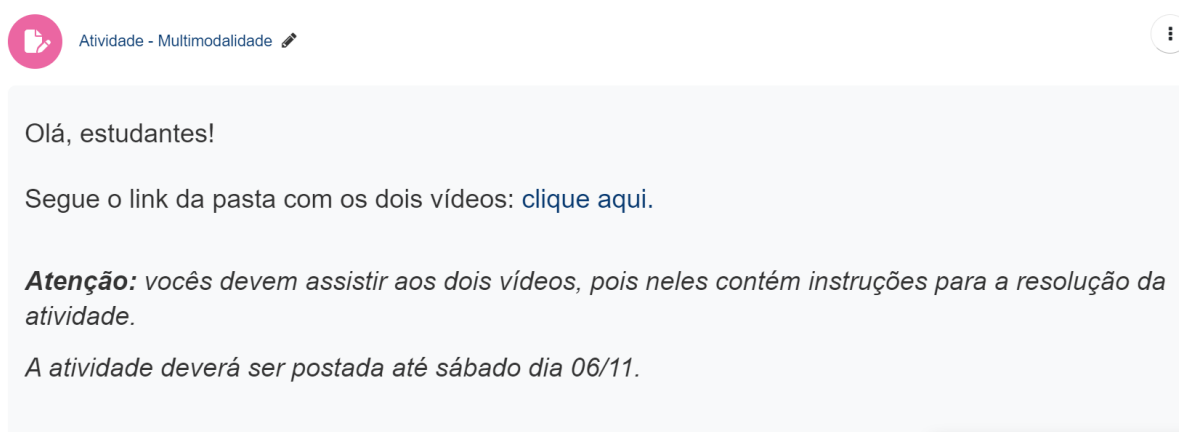 Atividade - Multimodalidade
Olá, estudantes!
Segue o link da pasta com os dois vídeos: clique aqui.
Atenção: vocês devem assistir aos dois vídeos, pois neles contém instruções para a resolução da
atividade.
A atividade deverá ser postada até sábado dia 06/11.